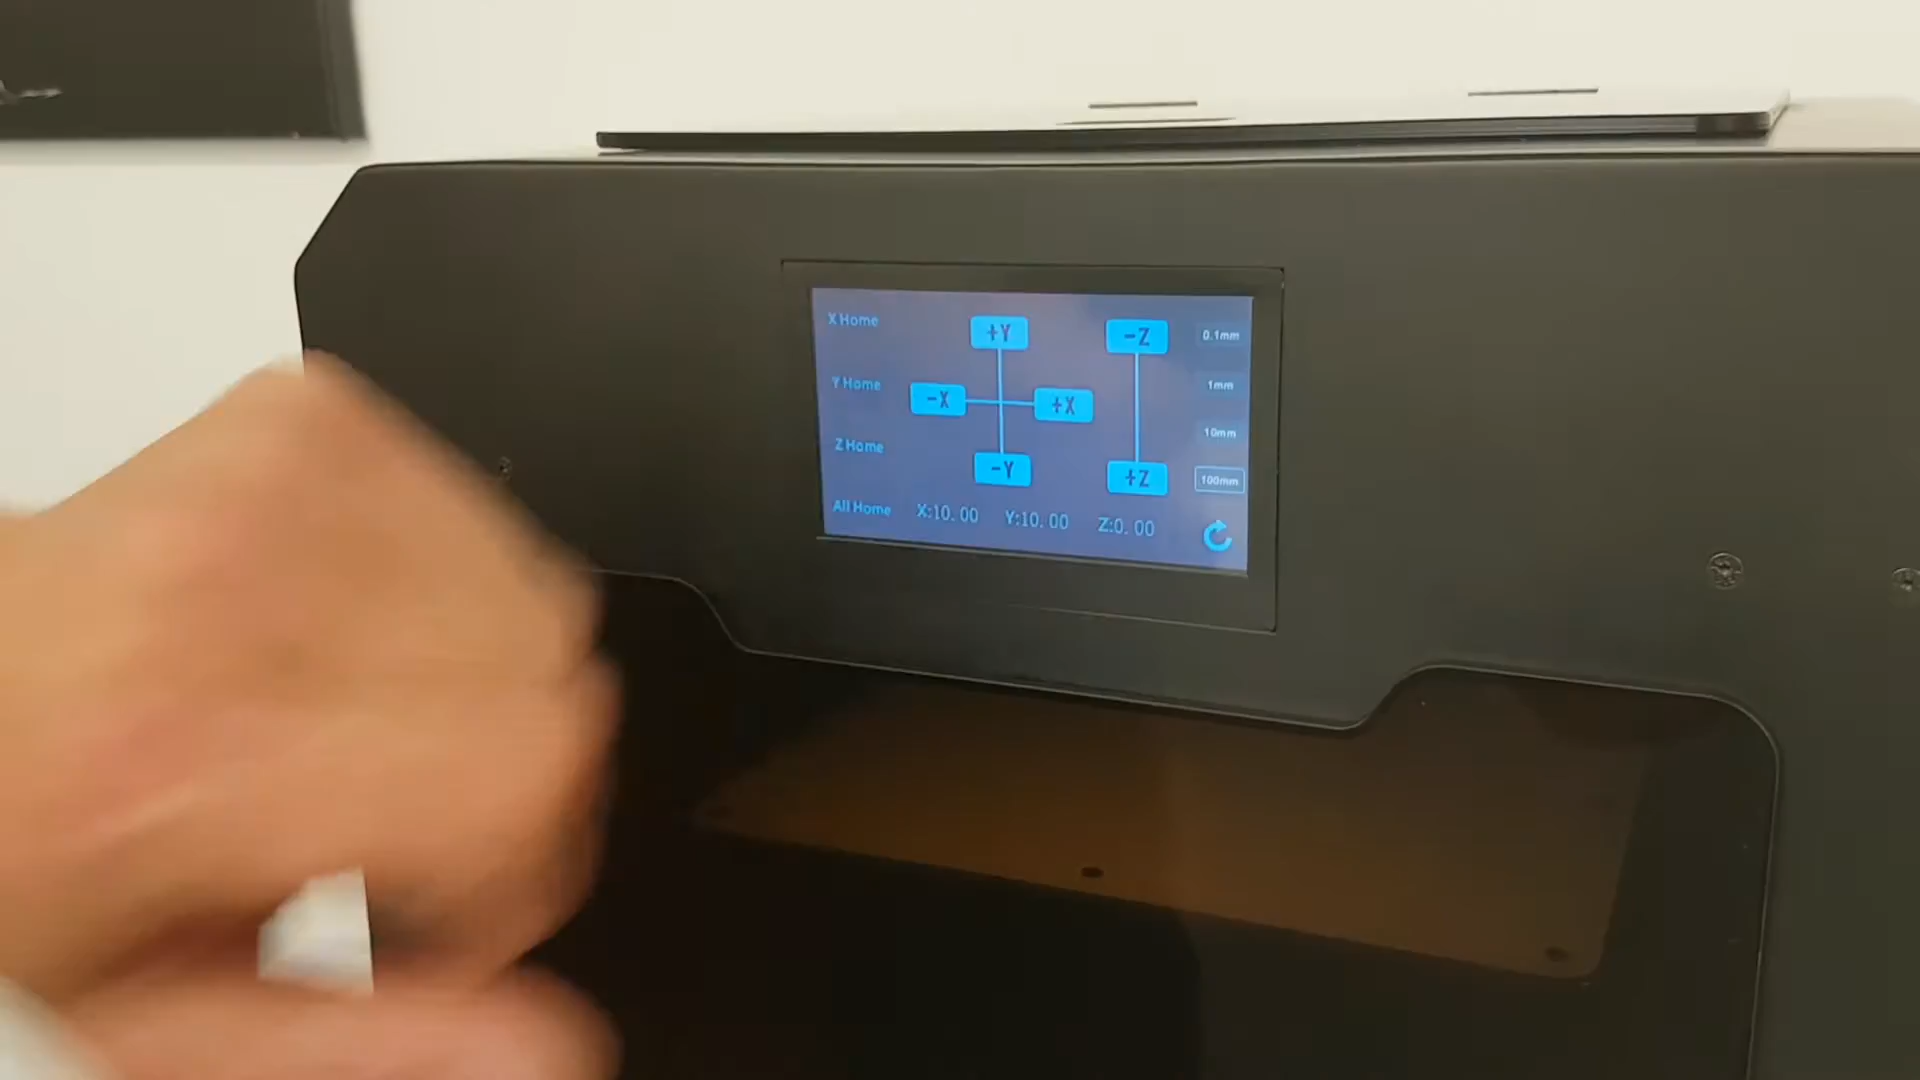 X Home
+Y
-Z
0.1mm
Y Home
-X
+X
1mm
10mm
Z Home
-Y
+Z
100mm
All Home
X:10.00 Y:10.00 Z:0.00